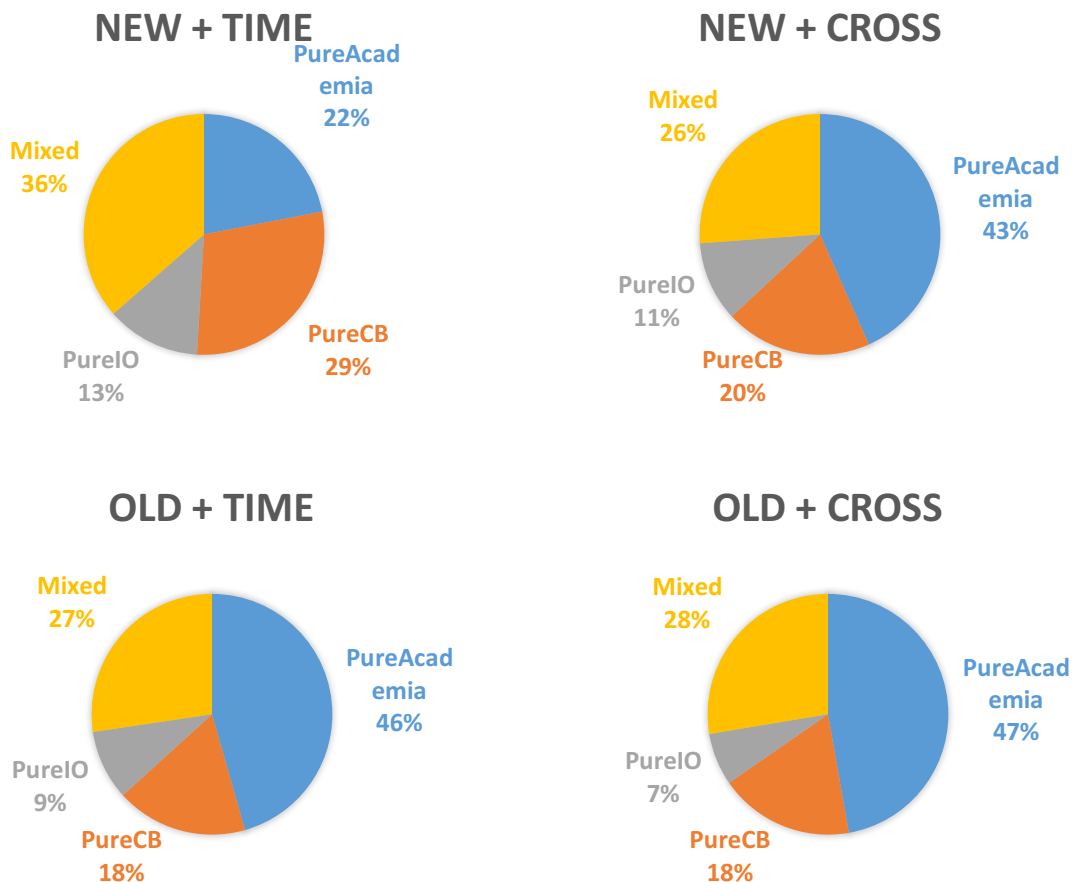 NEW + TIME
PureAcad
emia
22%
Mixed
36%
PureCB
29%
PureIO
13%
NEW + CROSS
Mixed
26%
PureAcad
emia
43%
PureIO
11%
PureCB
20%
OLD + TIME
Mixed
27%
PureAcad
emia
46%
PureIO
9%
PureCB
18%
OLD + CROSS
Mixed
28%
PureAcad
emia
47%
PureIO
7%
PureCB
18%